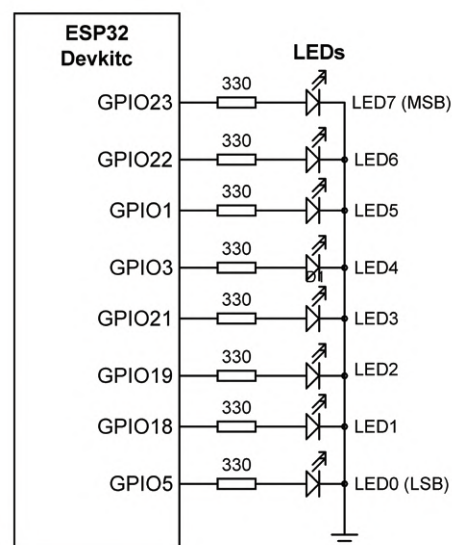 ESP32
Devkitc
LEDs
GPIO23 330 LED7 (MSB)
GPIO22 330 LED6
GPIO1 330 LED5
GPIO3 330 LED4
GPIO21 330 LED3
GPIO19 330 LED2
GPIO18 330 LED1
GPIO5 330 LED0 (LSB)